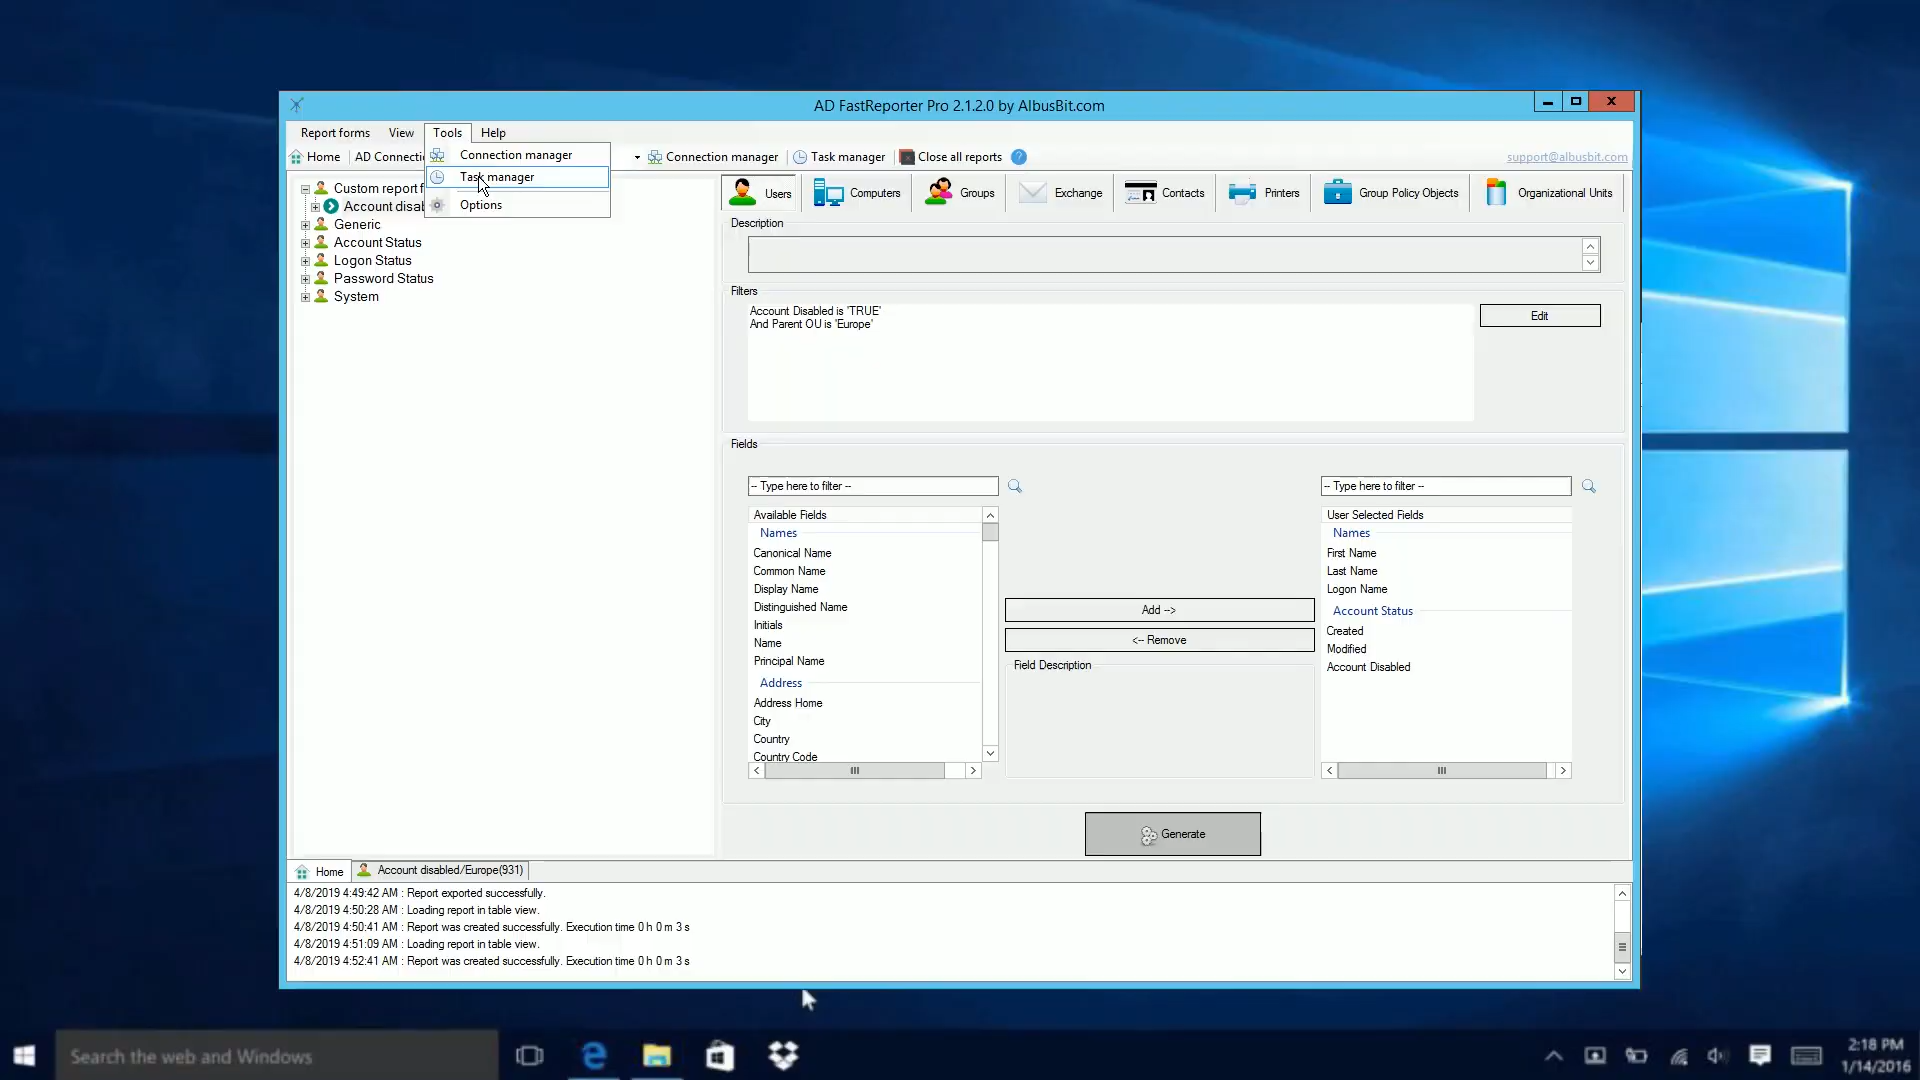 AD FastReporter Pro 2.1.2.0 by AlbusBit.com
Report forms View Tools Help
Home AD Connecti Connection manager Task manager Close all reports ? support@albusbit.com
Connection manager
Task manager
Options
Custom report f
Account disab
Generic
Account Status
Logon Status
Password Status
System
Users Computers Groups Exchange Contacts Printers Group Policy Objects Organizational Units
Description
Filters
Account Disabled is 'TRUE'
And Parent OU is 'Europe'
Edit
Fields
-- Type here to filter --
-- Type here to filter --
Available Fields
Names
Canonical Name
Common Name
Display Name
Distinguished Name
Initials
Name
Principal Name
Address
Address Home
City
Country
Country Code
Add -->
<-- Remove
Field Description
User Selected Fields
Names
First Name
Last Name
Logon Name
Account Status
Created
Modified
Account Disabled
Generate
Home Account disabled/Europe(931)
4/8/2019 4:49:42 AM : Report exported successfully.
4/8/2019 4:50:28 AM : Loading report in table view.
4/8/2019 4:50:41 AM : Report was created successfully. Execution time 0 h 0 m 3 s
4/8/2019 4:51:09 AM : Loading report in table view.
4/8/2019 4:52:41 AM : Report was created successfully. Execution time 0 h 0 m 3 s
Search the web and Windows
2:18 PM
1/14/2016